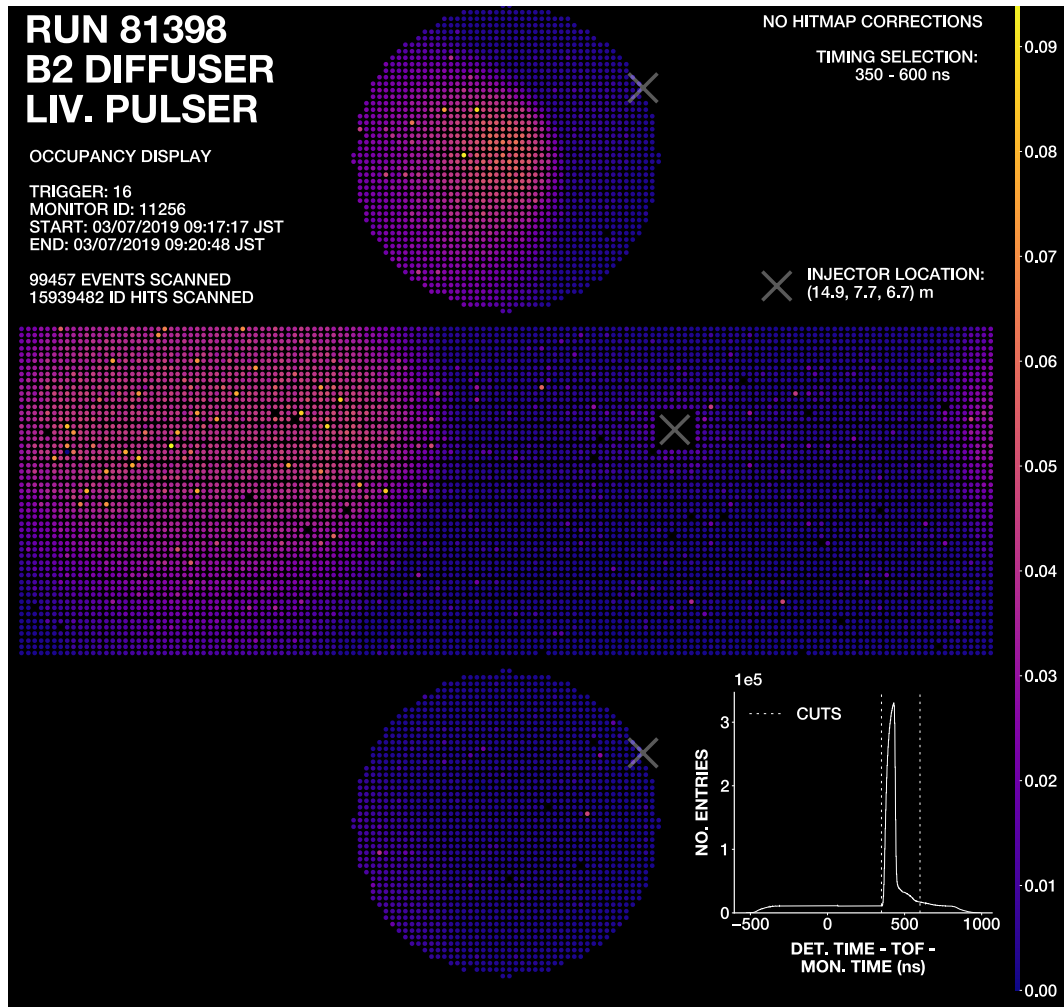 RUN 81398
B2 DIFFUSER
LIV. PULSER
OCCUPANCY DISPLAY
TRIGGER: 16
MONITOR ID: 11256
START: 03/07/2019 09:17:17 JST
END: 03/07/2019 09:20:48 JST
99457 EVENTS SCANNED
15939482 ID HITS SCANNED
NO HITMAP CORRECTIONS
TIMING SELECTION:
350 - 600 ns
INJECTOR LOCATION:
(14.9, 7.7, 6.7) m
0.09
0.08
0.07
0.06
0.05
0.04
0.03
0.02
0.01
0.00
1e5
CUTS
3
2
1
0
NO. ENTRIES
−500
0
500
1000
DET. TIME - TOF -
MON. TIME (ns)